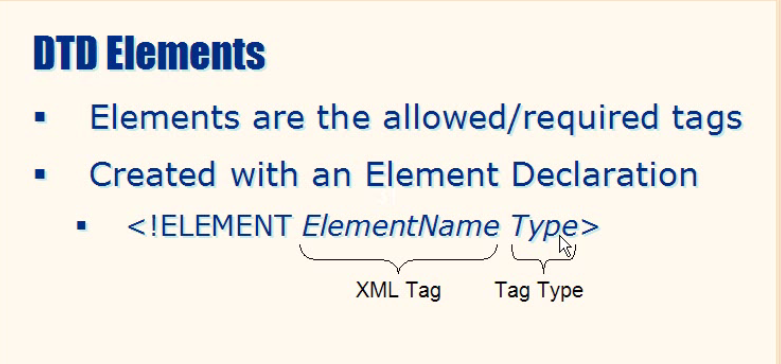 DTD Elements
▪ Elements are the allowed/required tags
▪ Created with an Element Declaration
▪ <!ELEMENT ElementName Type>
XML Tag Tag Type